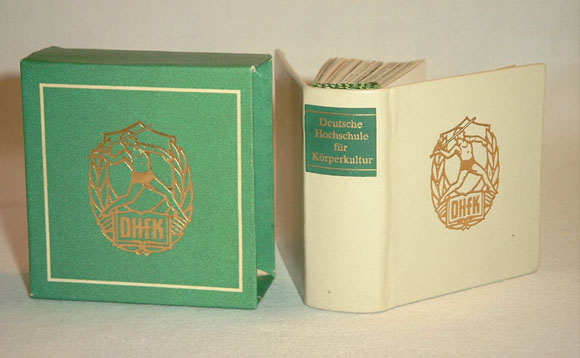 DHfK
Deutsche
Hochschule
für
Körperkultur
DHfK